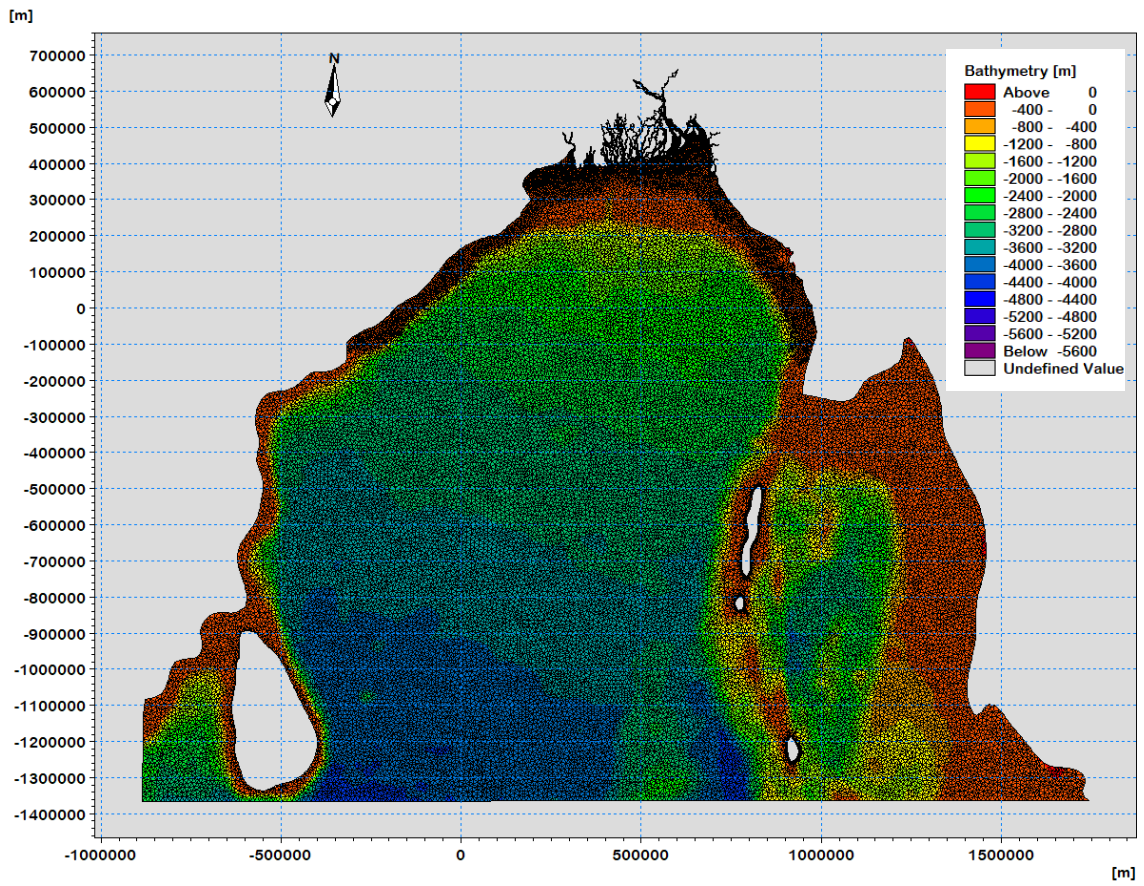 [m]
N
700000
600000
500000
400000
300000
200000
100000
0
-100000
-200000
-300000
-400000
-500000
-600000
-700000
-800000
-900000
-1000000
-1100000
-1200000
-1300000
-1400000
Bathymetry [m]
Above 0
-400 - 0
-800 - -400
-1200 - -800
-1600 - -1200
-2000 - -1600
-2400 - -2000
-2800 - -2400
-3200 - -2800
-3600 - -3200
-4000 - -3600
-4400 - -4000
-4800 - -4400
-5200 - -4800
-5600 - -5200
Below -5600
Undefined Value
-1000000 -500000 0 500000 1000000 1500000
[m]